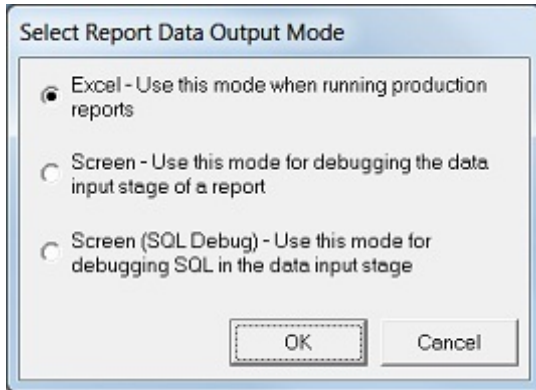 Select Report Data Output Mode
Excel - Use this mode when running production
reports
Screen - Use this mode for debugging the data
input stage of a report
Screen (SQL Debug) - Use this mode for
debugging SQL in the data input stage
OK
Cancel